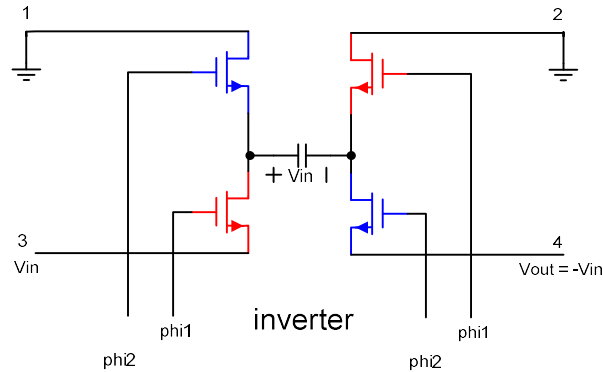 1
2
+ Vin I
3
Vin
4
Vout = -Vin
phi1
phi2
inverter
phi1
phi2